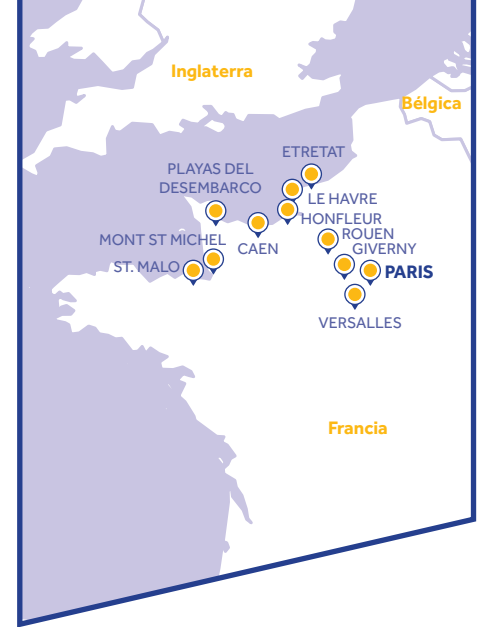 Inglaterra
Bélgica
ETRETAT
PLAYAS DEL
DESEMBARCO
LE HAVRE
HONFLEUR
ROUEN
MONT ST MICHEL
CAEN
GIVERNY
ST. MALO
PARIS
VERSALLES
Francia